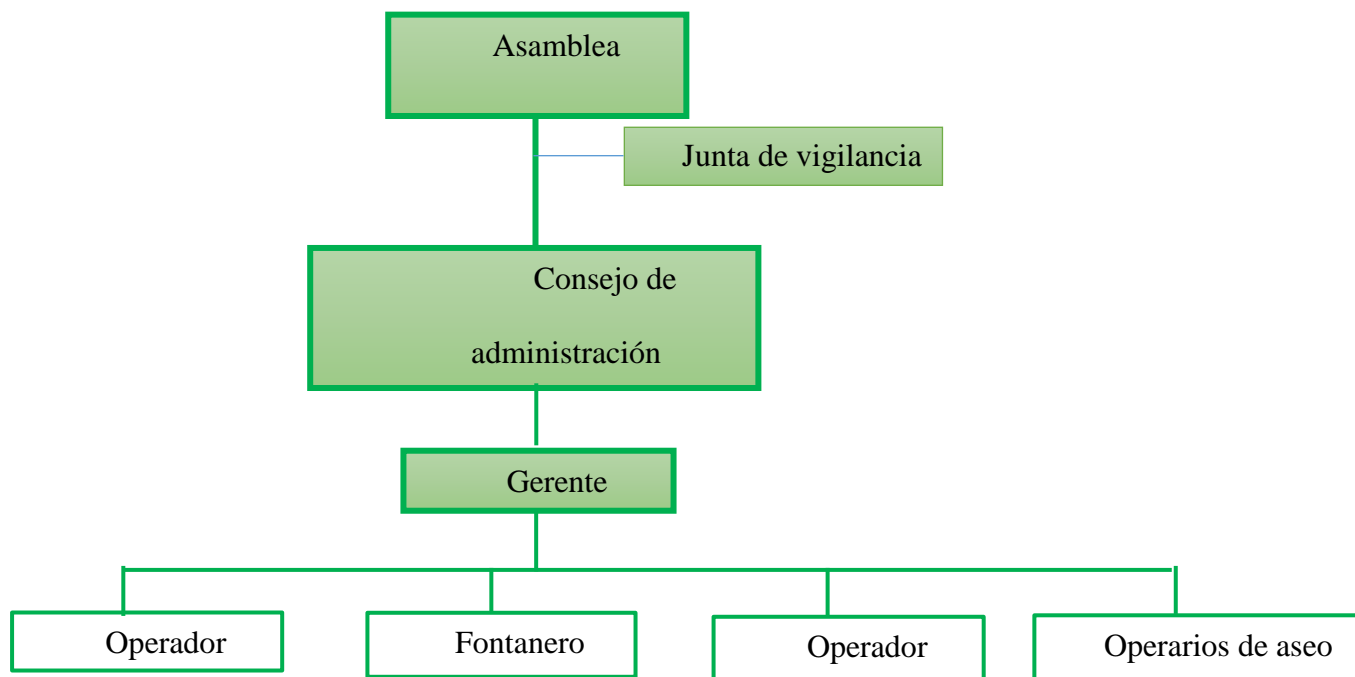 Asamblea
Junta de vigilancia
Consejo de
administración
Gerente
Operador
Fontanero
Operador
Operarios de aseo